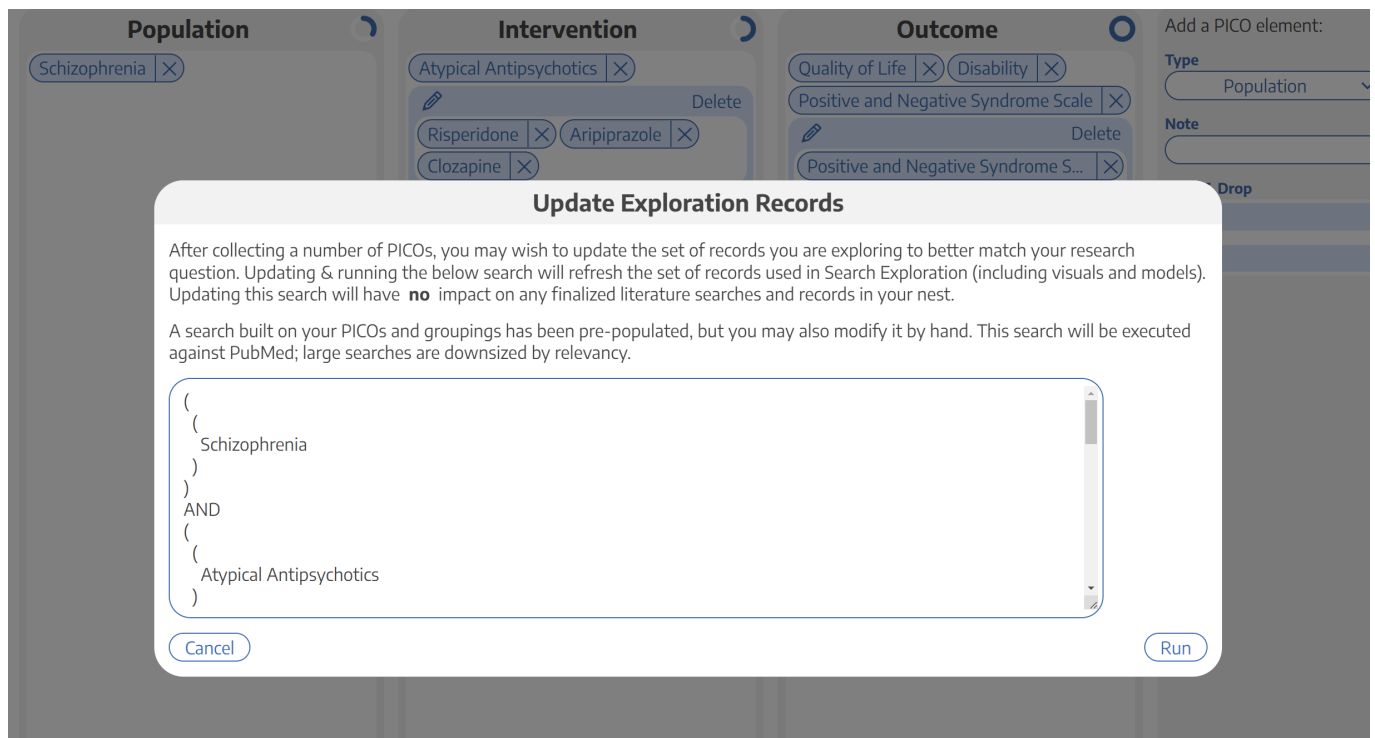 Population
Intervention
Outcome
Add a PICO element:
Schizophrenia
Atypical Antipsychotics
Quality of Life
Disability
Type
Population
Delete
Positive and Negative Syndrome Scale
Risperidone
Aripiprazole
Delete
Note
Clozapine
Positive and Negative Syndrome S...
Drop
Update Exploration Records
After collecting a number of PICOs, you may wish to update the set of records you are exploring to better match your research
question. Updating & running the below search will refresh the set of records used in Search Exploration (including visuals and models).
Updating this search will have no impact on any finalized literature searches and records in your nest.
A search built on your PICOs and groupings has been pre-populated, but you may also modify it by hand. This search will be executed
against PubMed; large searches are downsized by relevancy.
(
(
Schizophrenia
)
)
AND
(
(
Atypical Antipsychotics
)
Cancel
Run